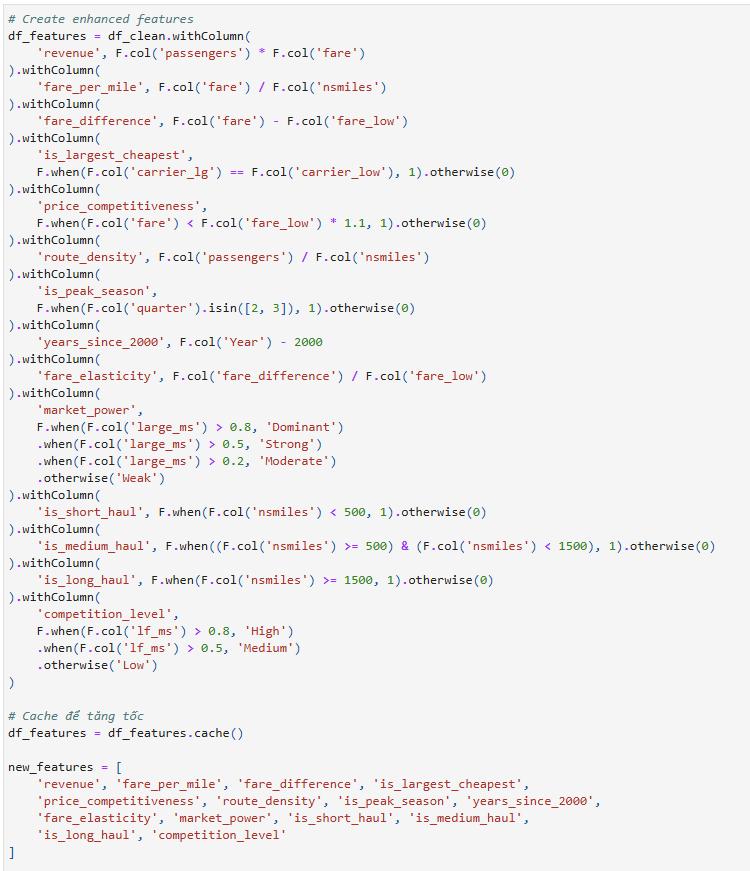 # Create enhanced features
df_features = df_clean.withColumn(
    'revenue', F.col('passengers') * F.col('fare')
).withColumn(
    'fare_per_mile', F.col('fare') / F.col('nsmiles')
).withColumn(
    'fare_difference', F.col('fare') - F.col('fare_low')
).withColumn(
    'is_largest_cheapest',
    F.when(F.col('carrier_lg') == F.col('carrier_low'), 1).otherwise(0)
).withColumn(
    'price_competitiveness',
    F.when(F.col('fare') < F.col('fare_low') * 1.1, 1).otherwise(0)
).withColumn(
    'route_density', F.col('passengers') / F.col('nsmiles')
).withColumn(
    'is_peak_season',
    F.when(F.col('quarter').isin([2, 3]), 1).otherwise(0)
).withColumn(
    'years_since_2000', F.col('Year') - 2000
).withColumn(
    'fare_elasticity', F.col('fare_difference') / F.col('fare_low')
).withColumn(
    'market_power',
    F.when(F.col('large_ms') > 0.8, 'Dominant')
    .when(F.col('large_ms') > 0.5, 'Strong')
    .when(F.col('large_ms') > 0.2, 'Moderate')
    .otherwise('Weak')
).withColumn(
    'is_short_haul', F.when(F.col('nsmiles') < 500, 1).otherwise(0)
).withColumn(
    'is_medium_haul', F.when((F.col('nsmiles') >= 500) & (F.col('nsmiles') < 1500), 1).otherwise(0)
).withColumn(
    'is_long_haul', F.when(F.col('nsmiles') >= 1500, 1).otherwise(0)
).withColumn(
    'competition_level',
    F.when(F.col('lf_ms') > 0.8, 'High')
    .when(F.col('lf_ms') > 0.5, 'Medium')
    .otherwise('Low')
)

# Cache để tăng tốc
df_features = df_features.cache()

new_features = [
    'revenue', 'fare_per_mile', 'fare_difference', 'is_largest_cheapest',
    'price_competitiveness', 'route_density', 'is_peak_season', 'years_since_2000',
    'fare_elasticity', 'market_power', 'is_short_haul', 'is_medium_haul',
    'is_long_haul', 'competition_level'
]